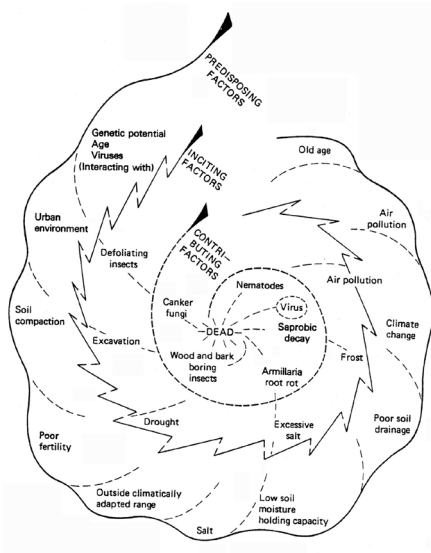 PREDISPOSING
FACTORS
Genetic potential
Age
Viruses
(Interacting with)
INCITING
FACTORS
Old age
Urban
environment
Air
pollution
CONTRI-
BUTING
FACTORS
Defoliating
insects
Nematodes
Air pollution
Canker
fungi
Virus
Soil
compaction
DEAD
Saprobic
decay
Climate
change
Excavation
Wood and bark
boring
insects
Frost
Armillaria
root rot
Drought
Excessive
salt
Poor soil
drainage
Poor
fertility
Outside climatically
adapted range
Low soil
moisture
holding capacity
Salt